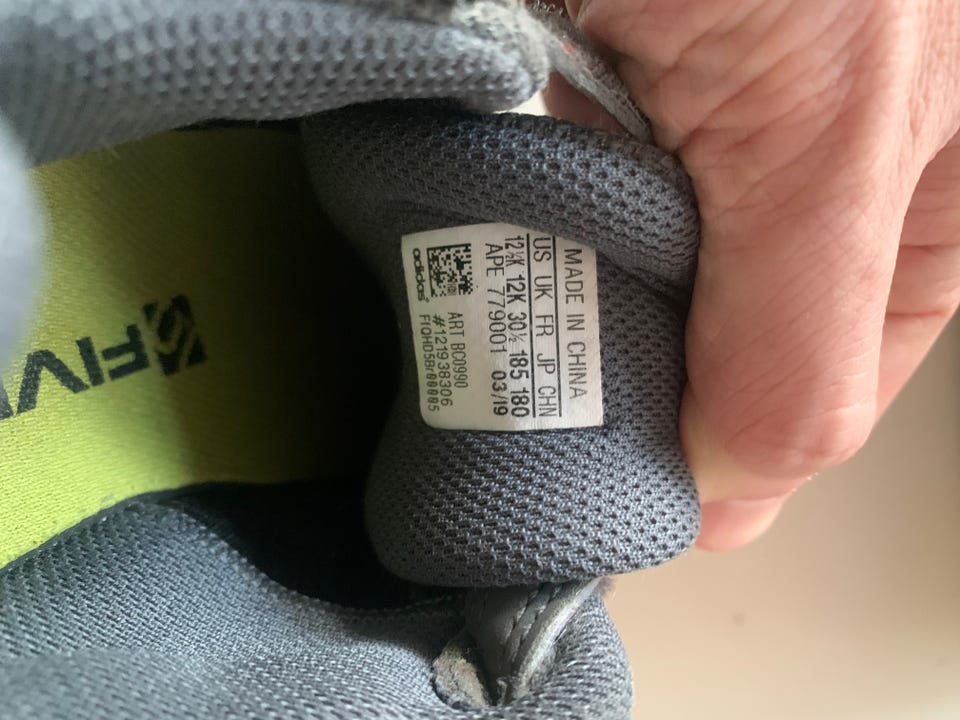 MADE IN CHINA
US UK FR JP CHN
12½K 12K 30½ 185 180
APE 779001 03/19
adidas
ART BC0990
#121938306
FIVE